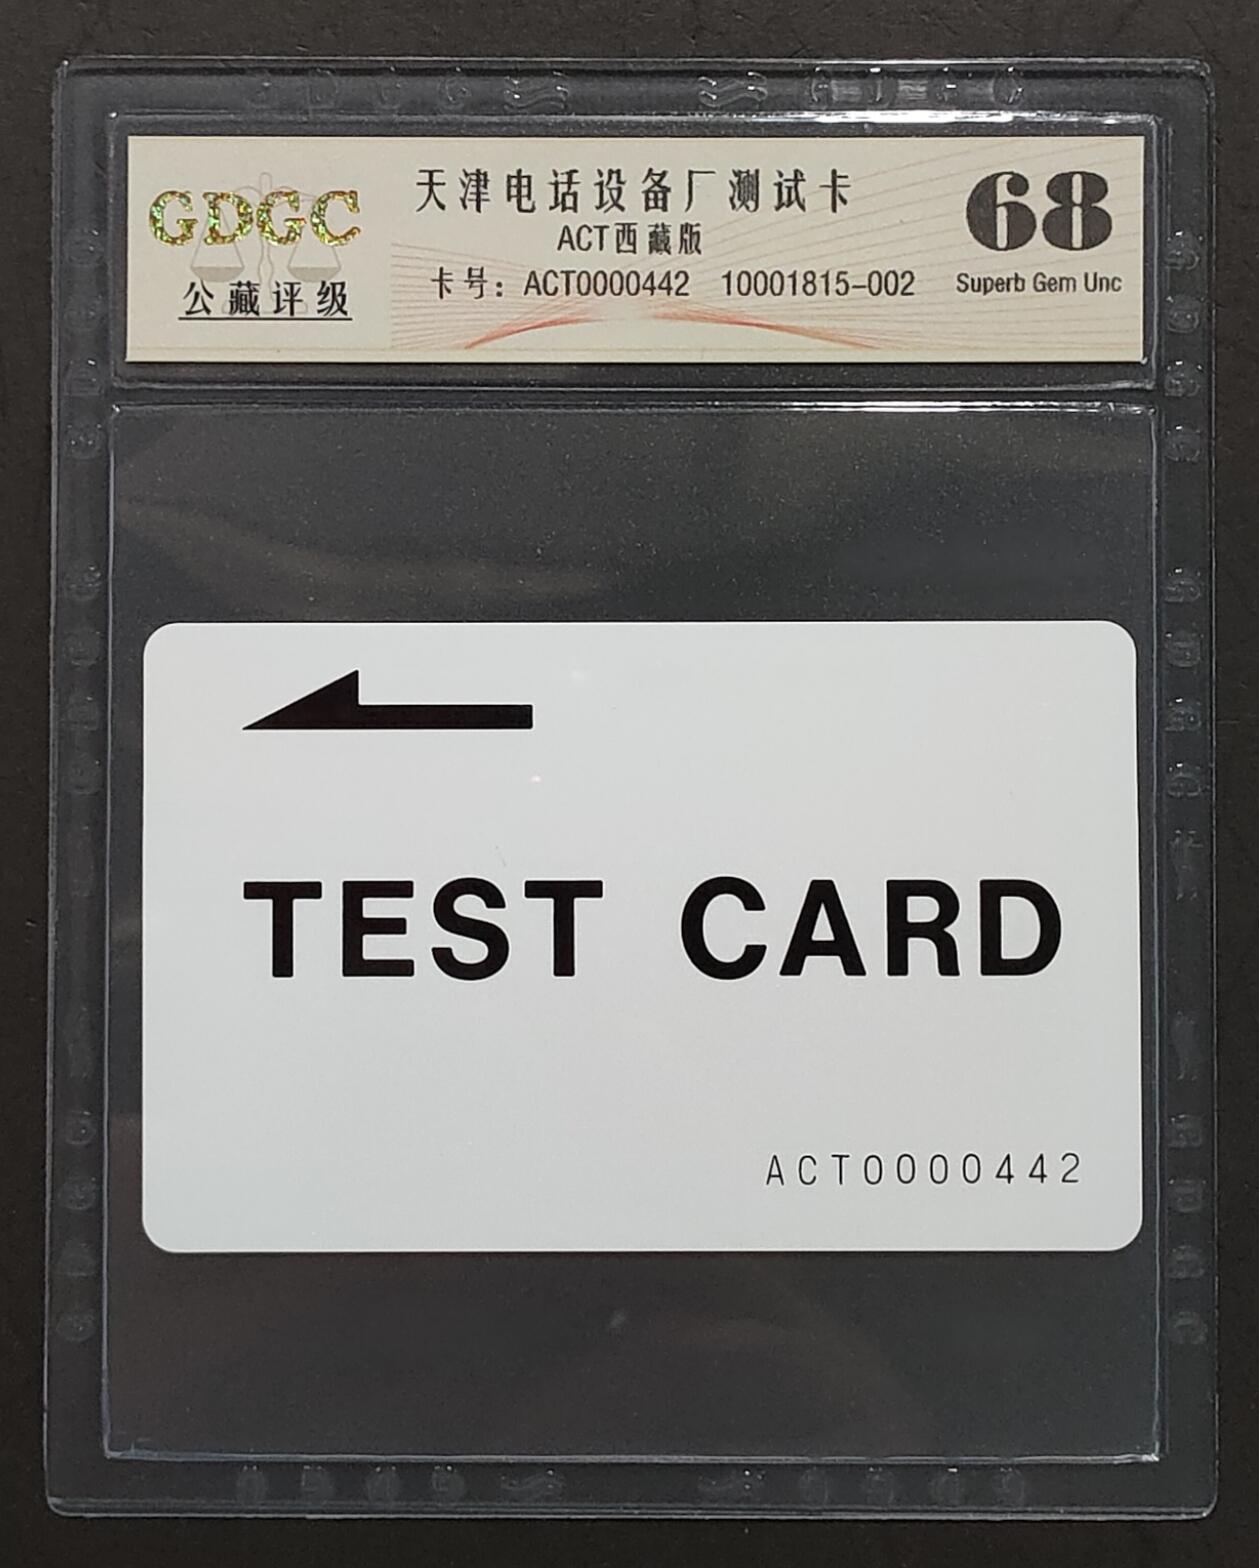 GDGC
公藏评级
天津电话设备厂测试卡
ACT西藏版
卡号：ACT0000442 10001815-002
68
Superb Gem Unc
TEST CARD
ACT0000442